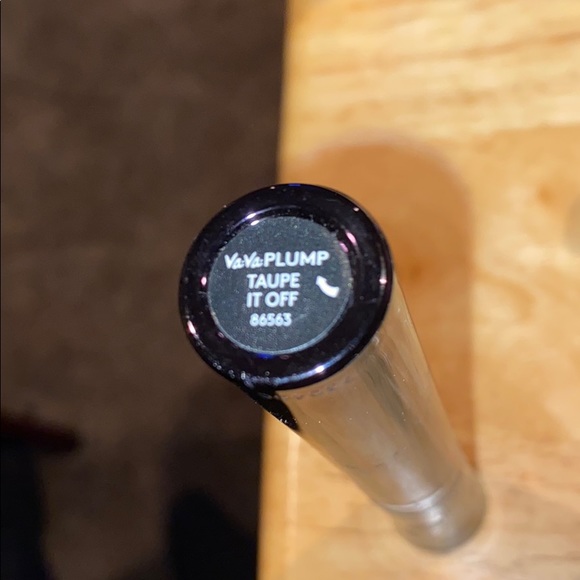 Va-Va-PLUMP
TAUPE
IT OFF
86563